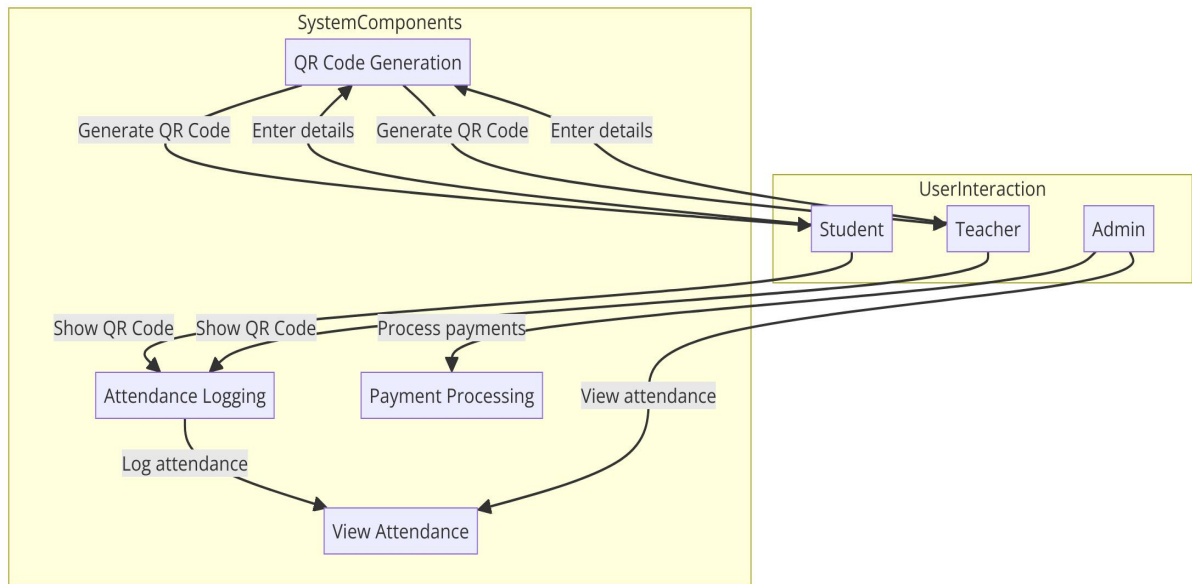 SystemComponents
QR Code Generation
Generate QR Code
Enter details
Generate QR Code
Enter details
UserInteraction
Student
Teacher
Admin
Show QR Code
Show QR Code
Process payments
Attendance Logging
Payment Processing
View attendance
Log attendance
View Attendance